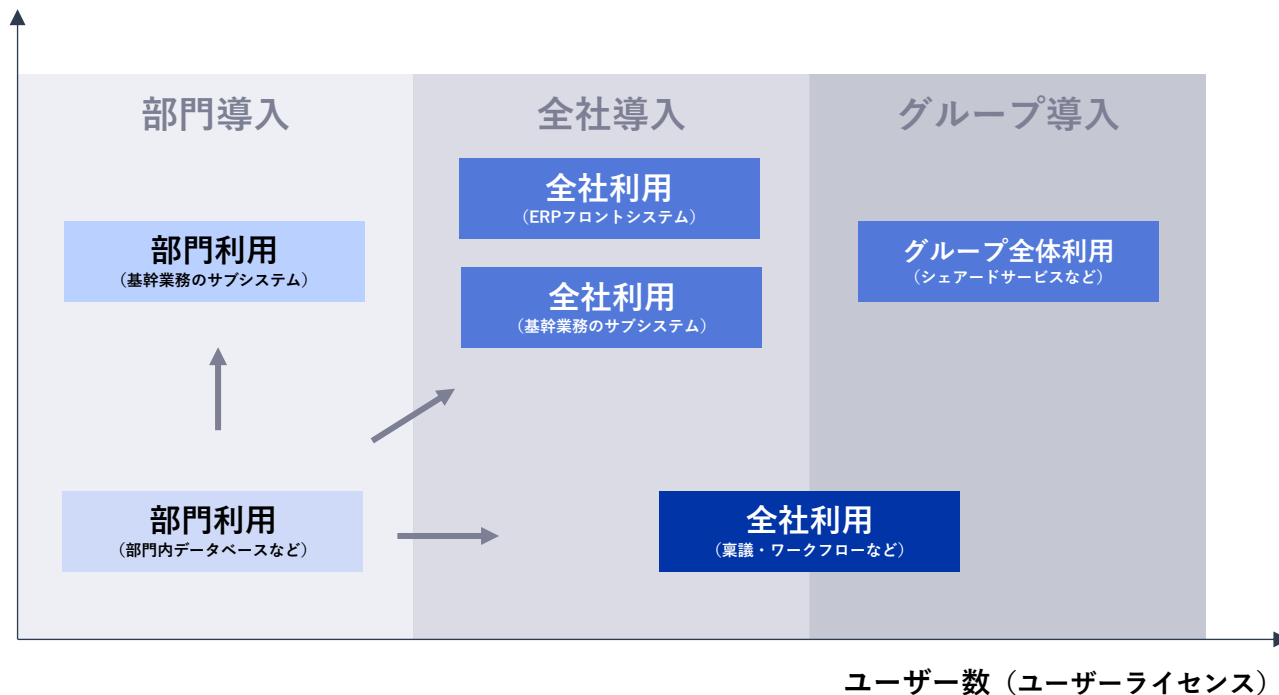 部門導入
全社導入
グループ導入
全社利用
（ERPフロントシステム）
部門利用
（基幹業務のサブシステム）
グループ全体利用
（シェアードサービスなど）
全社利用
（基幹業務のサブシステム）
部門利用
（部門内データベースなど）
全社利用
（稟議・ワークフローなど）
ユーザー数（ユーザーライセンス）